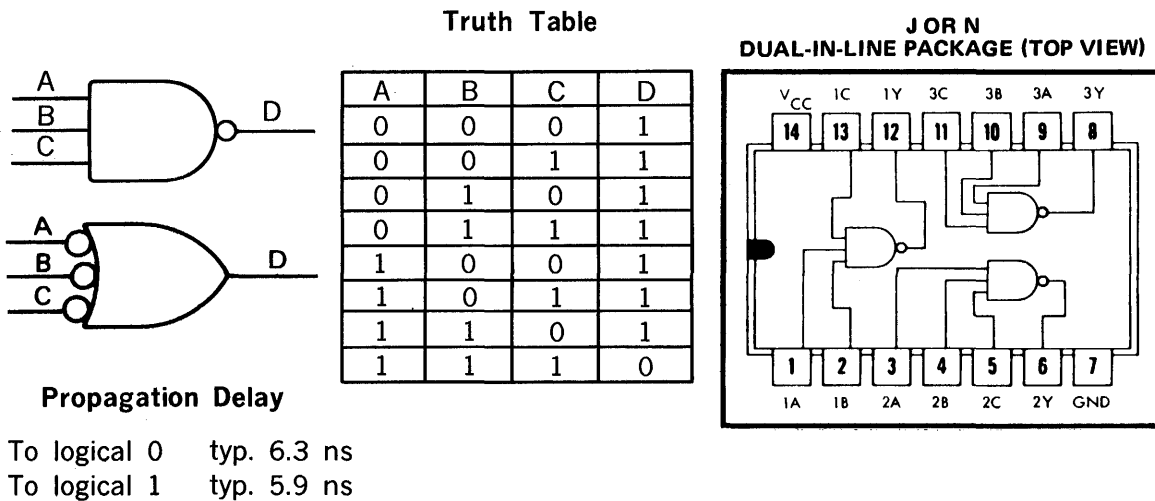 Truth Table
A
B
C
D
A
B
C
D
A B C D
0 0 0 1
0 0 1 1
0 1 0 1
0 1 1 1
1 0 0 1
1 0 1 1
1 1 0 1
1 1 1 0
Propagation Delay
To logical 0 typ. 6.3 ns
To logical 1 typ. 5.9 ns
J OR N
DUAL-IN-LINE PACKAGE (TOP VIEW)
VCC 1C 1Y 3C 3B 3A 3Y
14 13 12 11 10 9 8
1 2 3 4 5 6 7
1A 1B 2A 2B 2C 2Y GND